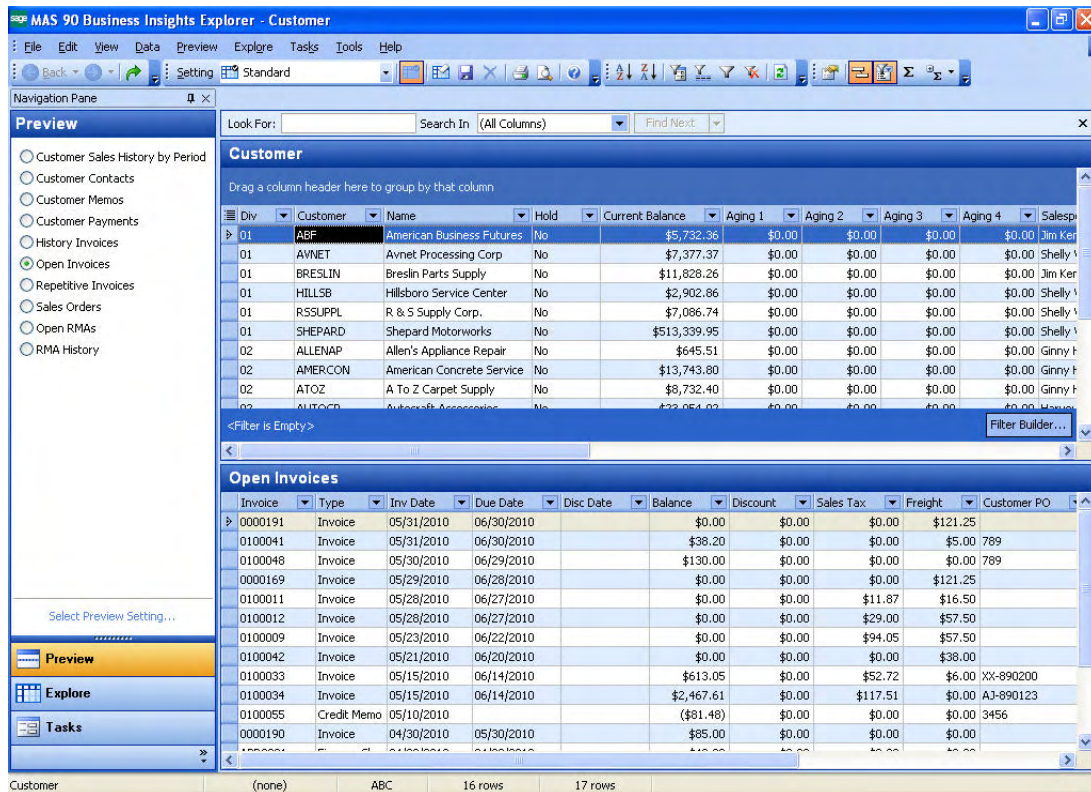 sage MAS 90 Business Insights Explorer - Customer
File Edit View Data Preview Explore Tasks Tools Help
Back Setting Standard
Navigation Pane
Preview
Customer Sales History by Period
Customer Contacts
Customer Memos
Customer Payments
History Invoices
Open Invoices
Repetitive Invoices
Sales Orders
Open RMAs
RMA History
Select Preview Setting...
Preview
Explore
Tasks
Look For: Search In (All Columns) Find Next
Customer
Drag a column header here to group by that column
Div Customer Name Hold Current Balance Aging 1 Aging 2 Aging 3 Aging 4
01 ABF American Business Futures No $5,732.36 $0.00 $0.00 $0.00 $0.00 Jim Ker
01 AVNET Avnet Processing Corp No $7,377.37 $0.00 $0.00 $0.00 $0.00 Shelly
01 BRESLIN Breslin Parts Supply No $11,828.26 $0.00 $0.00 $0.00 $0.00 Jim Ker
01 HILLSB Hillsboro Service Center No $2,902.86 $0.00 $0.00 $0.00 $0.00 Shelly
01 RSSUPPL R & S Supply Corp. No $7,086.74 $0.00 $0.00 $0.00 $0.00 Shelly
01 SHEPARD Shepard Motorworks No $513,339.95 $0.00 $0.00 $0.00 $0.00 Shelly
02 ALLENAP Allen's Appliance Repair No $645.51 $0.00 $0.00 $0.00 $0.00 Ginny
02 AMERCON American Concrete Service No $13,743.80 $0.00 $0.00 $0.00 $0.00 Ginny
02 ATOZ A To Z Carpet Supply No $8,732.40 $0.00 $0.00 $0.00 $0.00 Ginny
<Filter is Empty> Filter Builder...
Open Invoices
Invoice Type Inv Date Due Date Disc Date Balance Discount Sales Tax Freight Customer PO
0000191 Invoice 05/31/2010 06/30/2010 $0.00 $0.00 $0.00 $121.25
0100041 Invoice 05/31/2010 06/30/2010 $38.20 $0.00 $0.00 $5.00 789
0100048 Invoice 05/30/2010 06/29/2010 $130.00 $0.00 $0.00 $0.00 789
0000169 Invoice 05/29/2010 06/28/2010 $0.00 $0.00 $0.00 $121.25
0100011 Invoice 05/28/2010 06/27/2010 $0.00 $0.00 $11.87 $16.50
0100012 Invoice 05/28/2010 06/27/2010 $0.00 $0.00 $29.00 $57.50
0100009 Invoice 05/23/2010 06/22/2010 $0.00 $0.00 $94.05 $57.50
0100042 Invoice 05/21/2010 06/20/2010 $0.00 $0.00 $0.00 $38.00
0100033 Invoice 05/15/2010 06/14/2010 $613.05 $0.00 $52.72 $6.00 XX-890200
0100034 Invoice 05/15/2010 06/14/2010 $2,467.61 $0.00 $117.51 $0.00 AJ-890123
0100055 Credit Memo 05/10/2010 ($81.48) $0.00 $0.00 $0.00 3456
0000190 Invoice 04/30/2010 05/30/2010 $85.00 $0.00 $0.00 $0.00
Customer (none) ABC 16 rows 17 rows